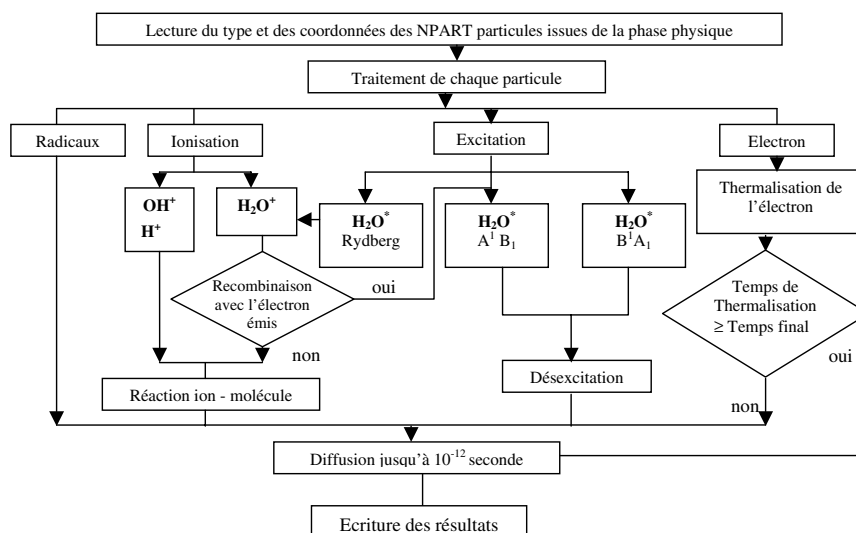 Lecture du type et des coordonnées des NPART particules issues de la phase physique
Traitement de chaque particule
Radicaux
Ionisation
Excitation
Electron
OH⁺
H⁺
H₂O⁺
H₂O*
Rydberg
H₂O*
A¹ B₁
H₂O*
B¹A₁
Thermalisation de
l'électron
Recombinaison
avec l'électron
émis
oui
non
Temps de
Thermalisation
≥ Temps final
oui
non
Réaction ion - molécule
Désexcitation
Diffusion jusqu'à 10⁻¹² seconde
Ecriture des résultats